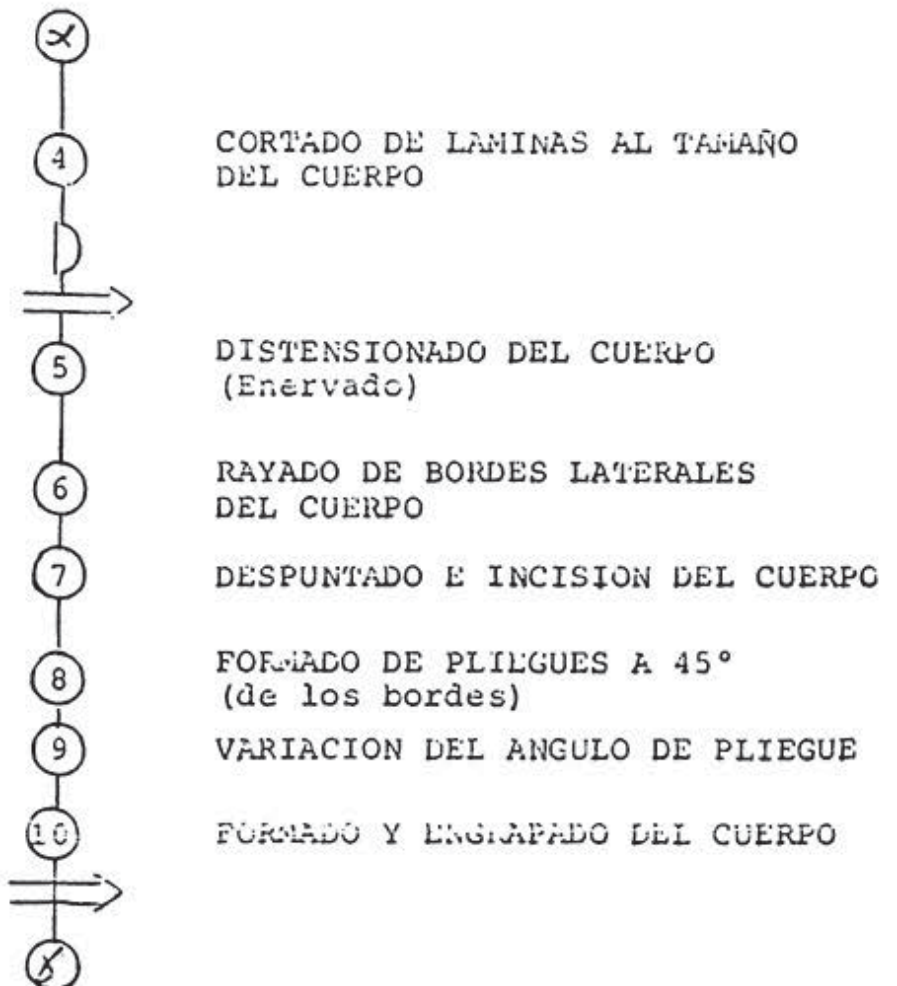 α
4 CORTADO DE LAMINAS AL TAMAÑO
DEL CUERPO
5 DISTENSIONADO DEL CUERPO
(Enervado)
6 RAYADO DE BORDES LATERALES
DEL CUERPO
7 DESPUNTADO E INCISION DEL CUERPO
8 FORMADO DE PLIEGUES A 45°
(de los bordes)
9 VARIACION DEL ANGULO DE PLIEGUE
10 FORMADO Y ENGRAPADO DEL CUERPO